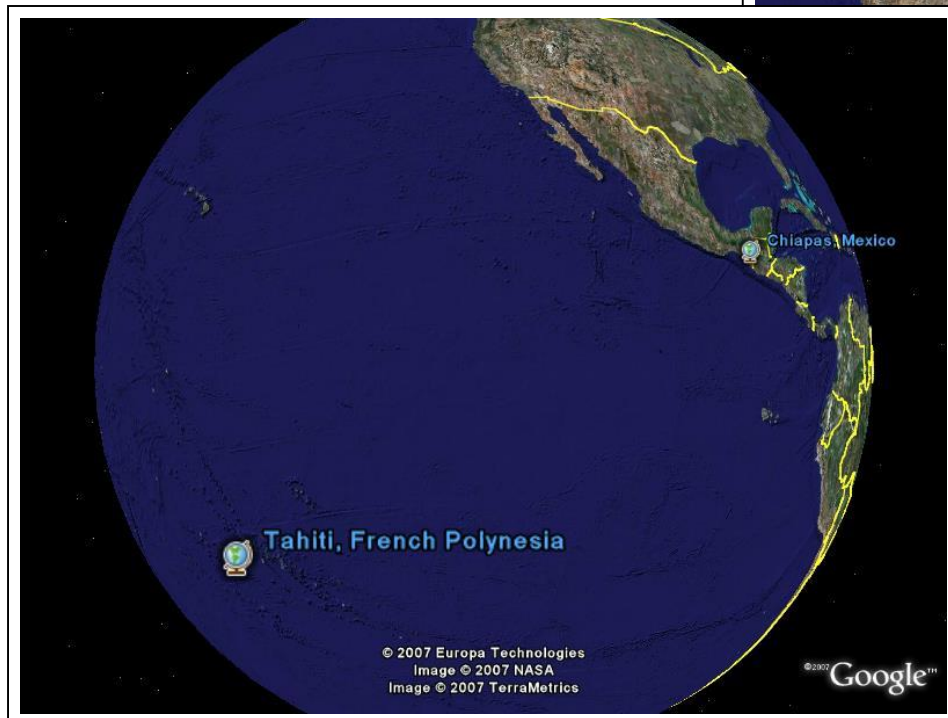 Chiapas, Mexico
Tahiti, French Polynesia
© 2007 Europa Technologies
Image © 2007 NASA
Image © 2007 TerraMetrics
©2007 Google™